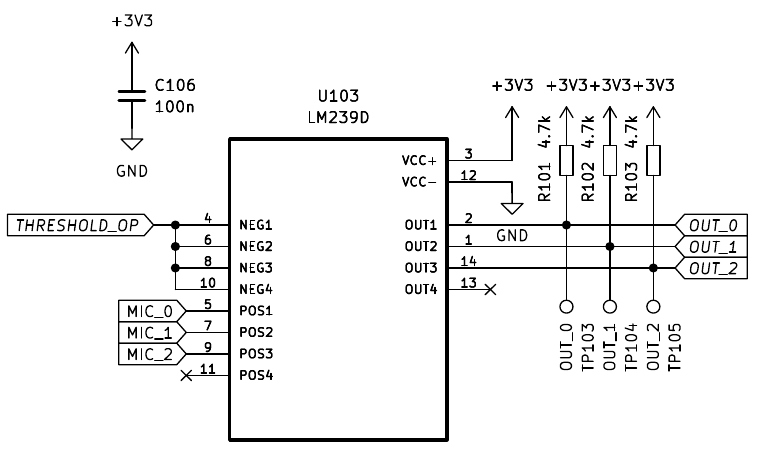 +3V3
C106
100n
GND
U103
LM239D
+3V3
+3V3
+3V3
+3V3
R101 4.7k
R102 4.7k
R103 4.7k
VCC+ 3
VCC- 12
GND
THRESHOLD_OP
4 NEG1
6 NEG2
8 NEG3
10 NEG4
MIC_0 5 POS1
MIC_1 7 POS2
MIC_2 9 POS3
11 POS4
OUT1 2 OUT_0
OUT2 1 OUT_1
OUT3 14 OUT_2
OUT4 13
OUT_0
TP103
OUT_1
TP104
OUT_2
TP105